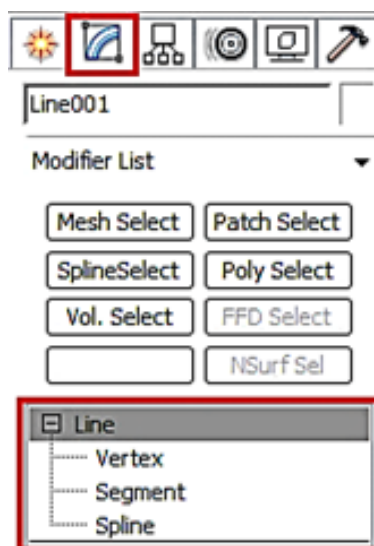 Line001
Modifier List
Mesh Select Patch Select
SplineSelect Poly Select
Vol. Select FFD Select
NSurf Sel
Line
Vertex
Segment
Spline